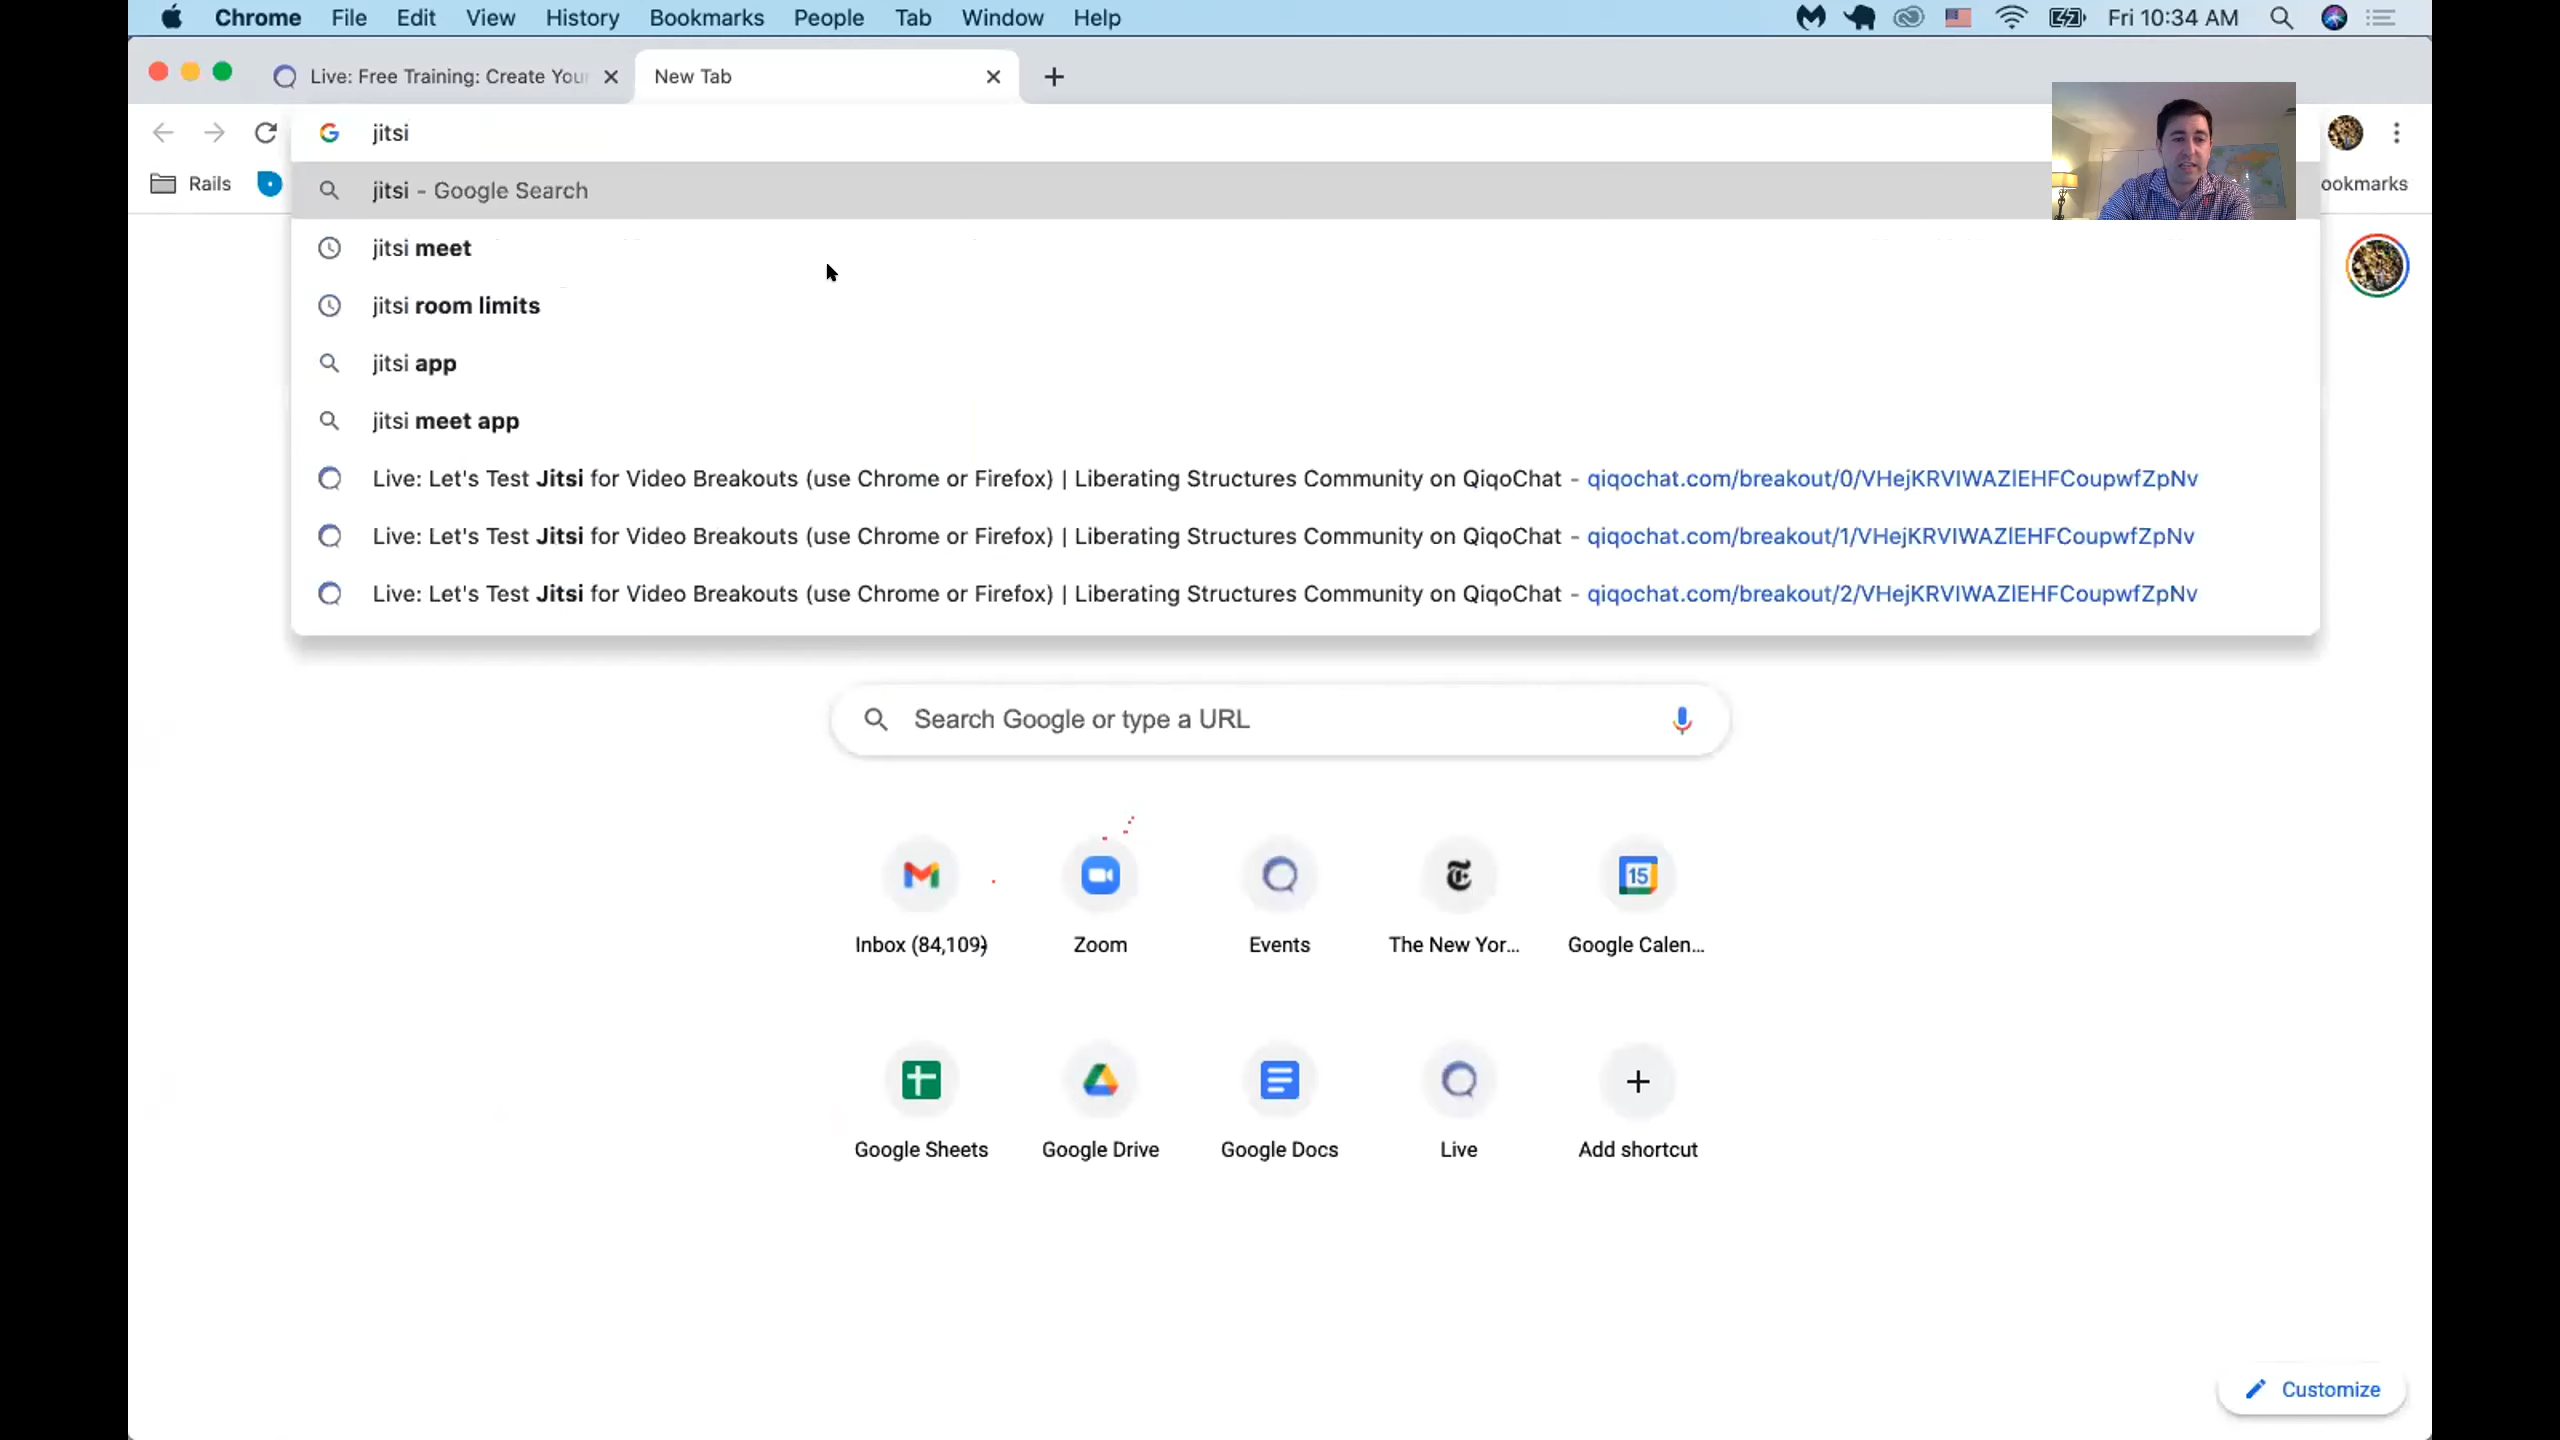 Chrome File Edit View History Bookmarks People Tab Window Help Fri 10:34 AM
Live: Free Training: Create You New Tab
jitsi
Rails ookmarks
jitsi - Google Search
jitsi meet
jitsi room limits
jitsi app
jitsi meet app
Live: Let's Test Jitsi for Video Breakouts (use Chrome or Firefox) | Liberating Structures Community on QiqoChat - qiqochat.com/breakout/0/VHejKRVIWAZlEHFCoupwfZpNv
Live: Let's Test Jitsi for Video Breakouts (use Chrome or Firefox) | Liberating Structures Community on QiqoChat - qiqochat.com/breakout/1/VHejKRVIWAZlEHFCoupwfZpNv
Live: Let's Test Jitsi for Video Breakouts (use Chrome or Firefox) | Liberating Structures Community on QiqoChat - qiqochat.com/breakout/2/VHejKRVIWAZlEHFCoupwfZpNv
Search Google or type a URL
15
Inbox (84,109) Zoom Events The New Yor... Google Calen...
Google Sheets Google Drive Google Docs Live Add shortcut
Customize